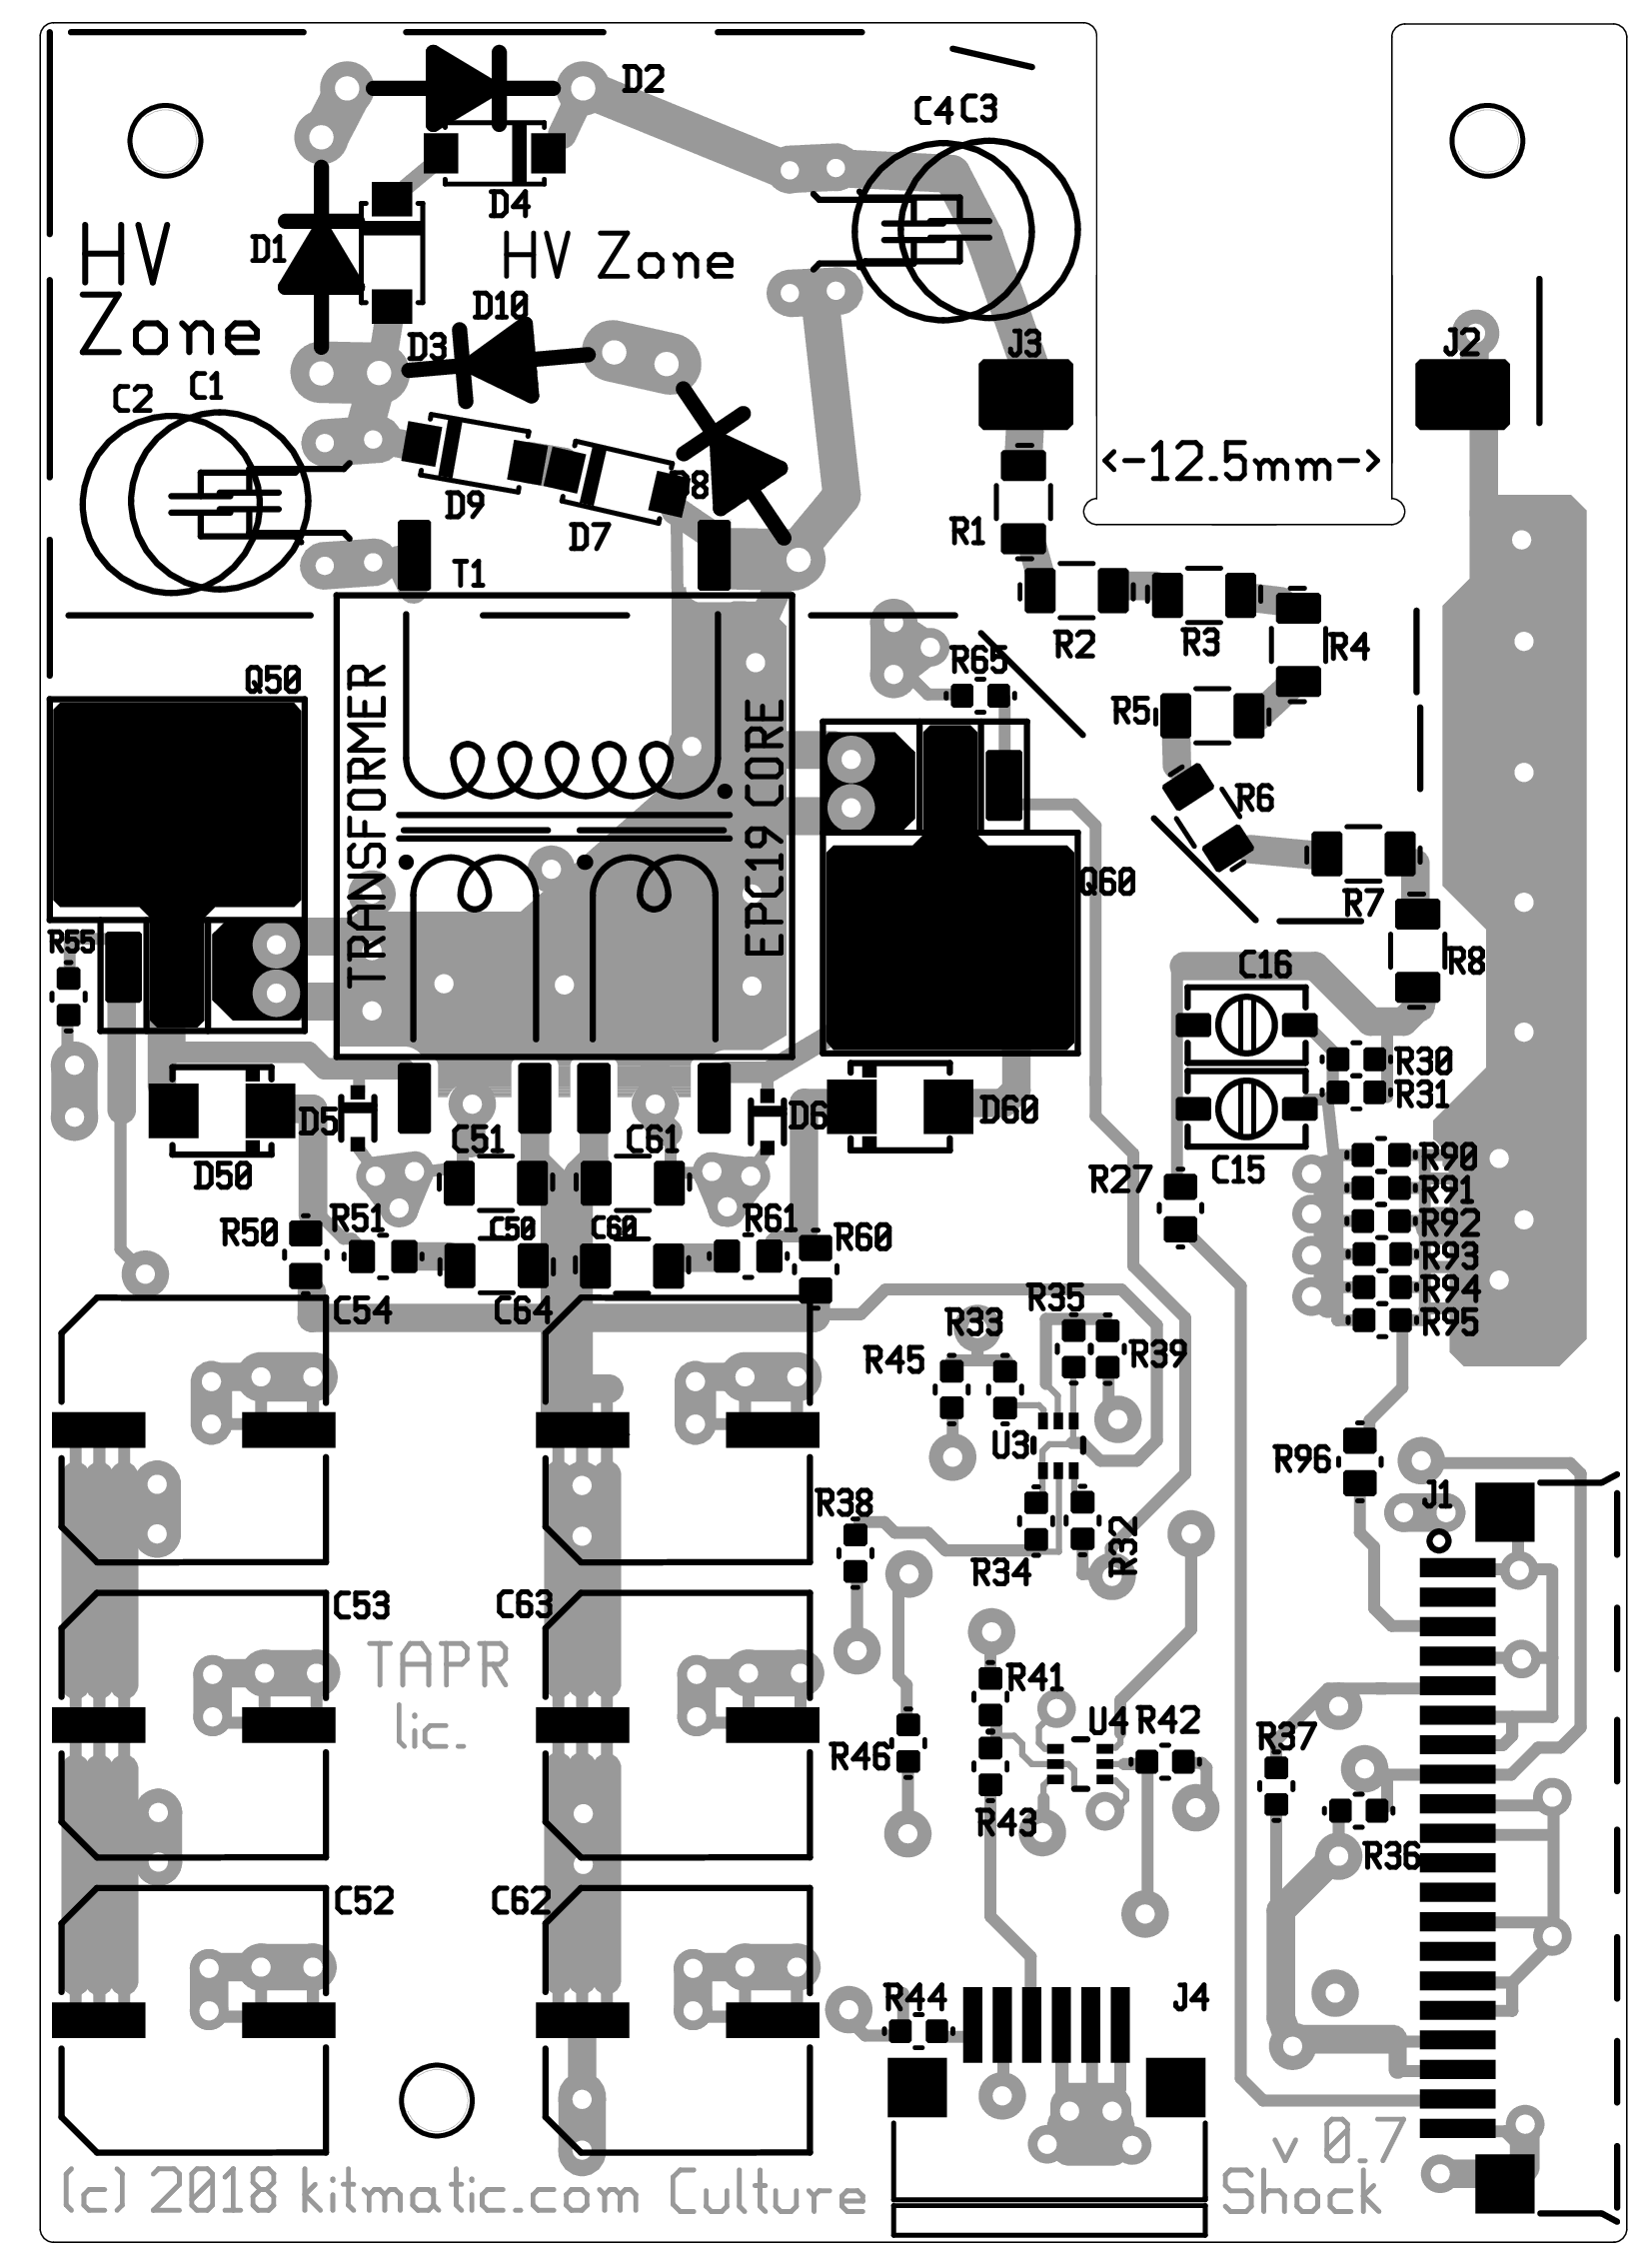 D2
C4 C3
D4
D1
HV
Zone
HV Zone
D10
D3
J3
J2
C2
C1
<-12.5mm->
D8
D9
D7
R1
T1
R2
R3
R4
R65
Q50
R5
TRANSFORMER
EPC19 CORE
R6
Q60
R7
R55
C16
R8
R30
R31
D5
D6
D60
C51
C61
D50
C15
R90
R91
R92
R93
R94
R95
R27
R50
R51
C50
C60
R61
R60
C54
C64
R35
R33
R45
R39
U3
R96
J1
R38
R34
R32
C53
C63
TAPR
lic.
R41
U4
R42
R46
R37
R43
R36
C52
C62
R44
J4
v 0.7
(c) 2018 kitmatic.com Culture Shock